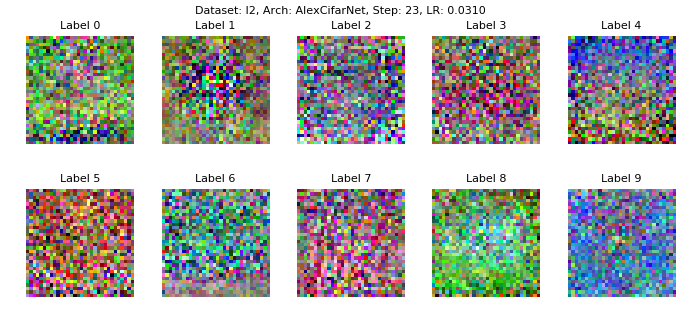 Dataset: I2, Arch: AlexCifarNet, Step: 23, LR: 0.0310
Label 0 Label 1 Label 2 Label 3 Label 4
Label 5 Label 6 Label 7 Label 8 Label 9